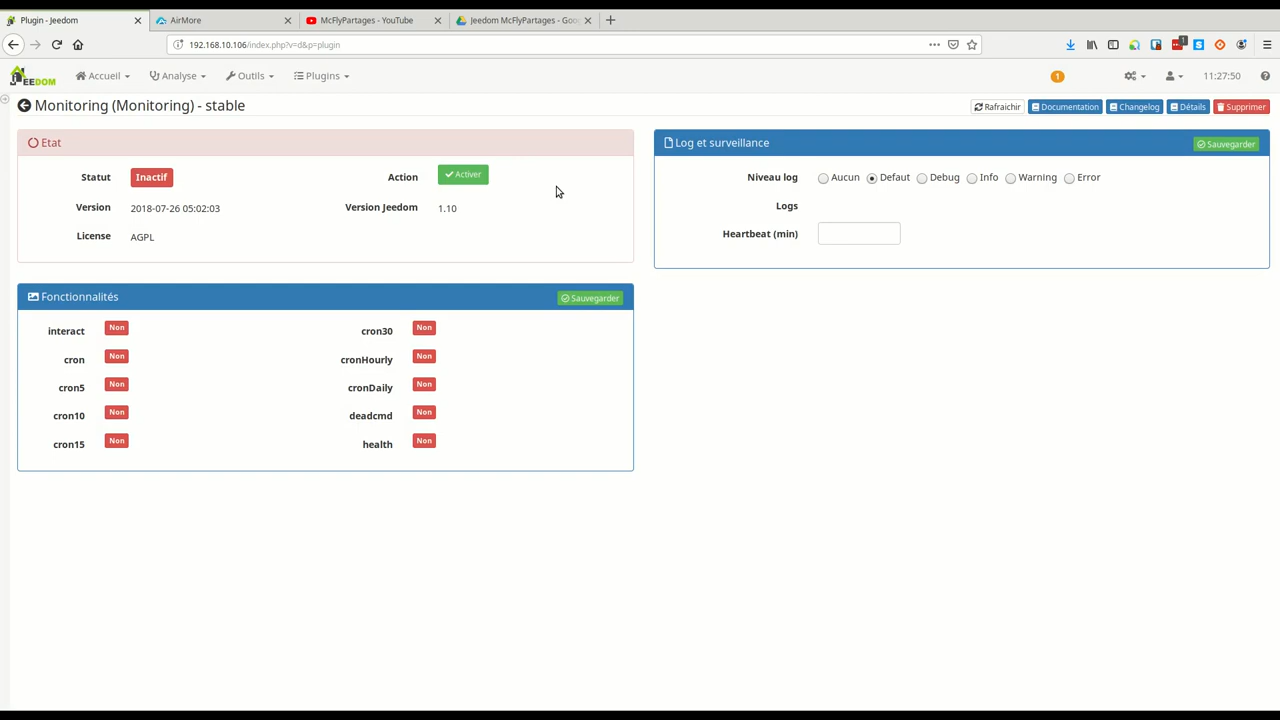 Plugin - Jeedom
AirMore
McFlyPartages - YouTube
Jeedom McFlyPartages - Goo
192.168.10.106/index.php?v=d&p=plugin
1
JEEDOM
Accueil
Analyse
Outils
Plugins
1
11:27:50
Monitoring (Monitoring) - stable
Rafraichir
Documentation
Changelog
Détails
Supprimer
Etat
Statut
Inactif
Action
Activer
Version
2018-07-26 05:02:03
Version Jeedom
1.10
License
AGPL
Log et surveillance
Sauvegarder
Niveau log
Aucun
Defaut
Debug
Info
Warning
Error
Logs
Heartbeat (min)
Fonctionnalités
Sauvegarder
interact
Non
cron30
Non
cron
Non
cronHourly
Non
cron5
Non
cronDaily
Non
cron10
Non
deadcmd
Non
cron15
Non
health
Non